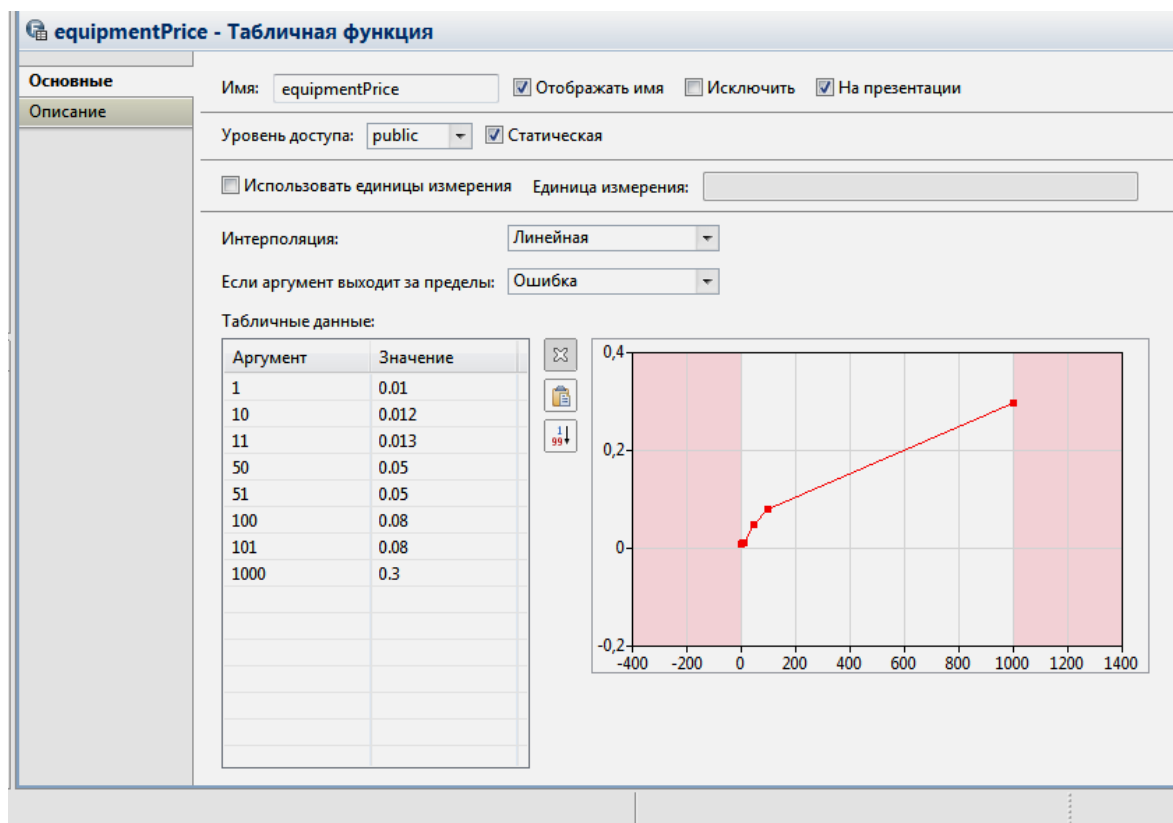 equipmentPrice - Табличная функция
Основные
Описание
Имя: equipmentPrice Отображать имя Исключить На презентации
Уровень доступа: public Статическая
Использовать единицы измерения Единица измерения:
Интерполяция: Линейная
Если аргумент выходит за пределы: Ошибка
Табличные данные:
Аргумент Значение
1 0.01
10 0.012
11 0.013
50 0.05
51 0.05
100 0.08
101 0.08
1000 0.3
1
99
0,4
0,2
0
-0,2
-400 -200 0 200 400 600 800 1000 1200 1400